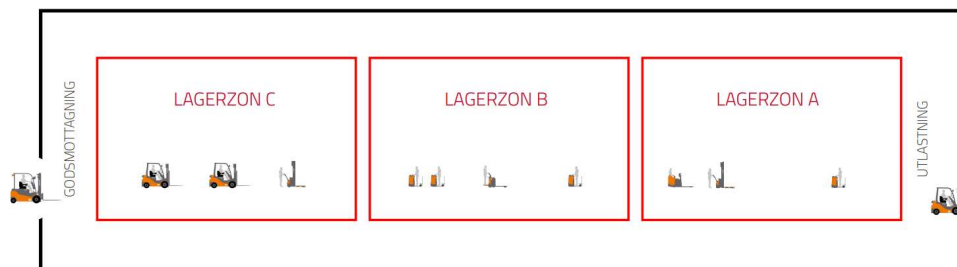 GODSMOTTAGNING
LAGERZON C
LAGERZON B
LAGERZON A
UTLASTNING